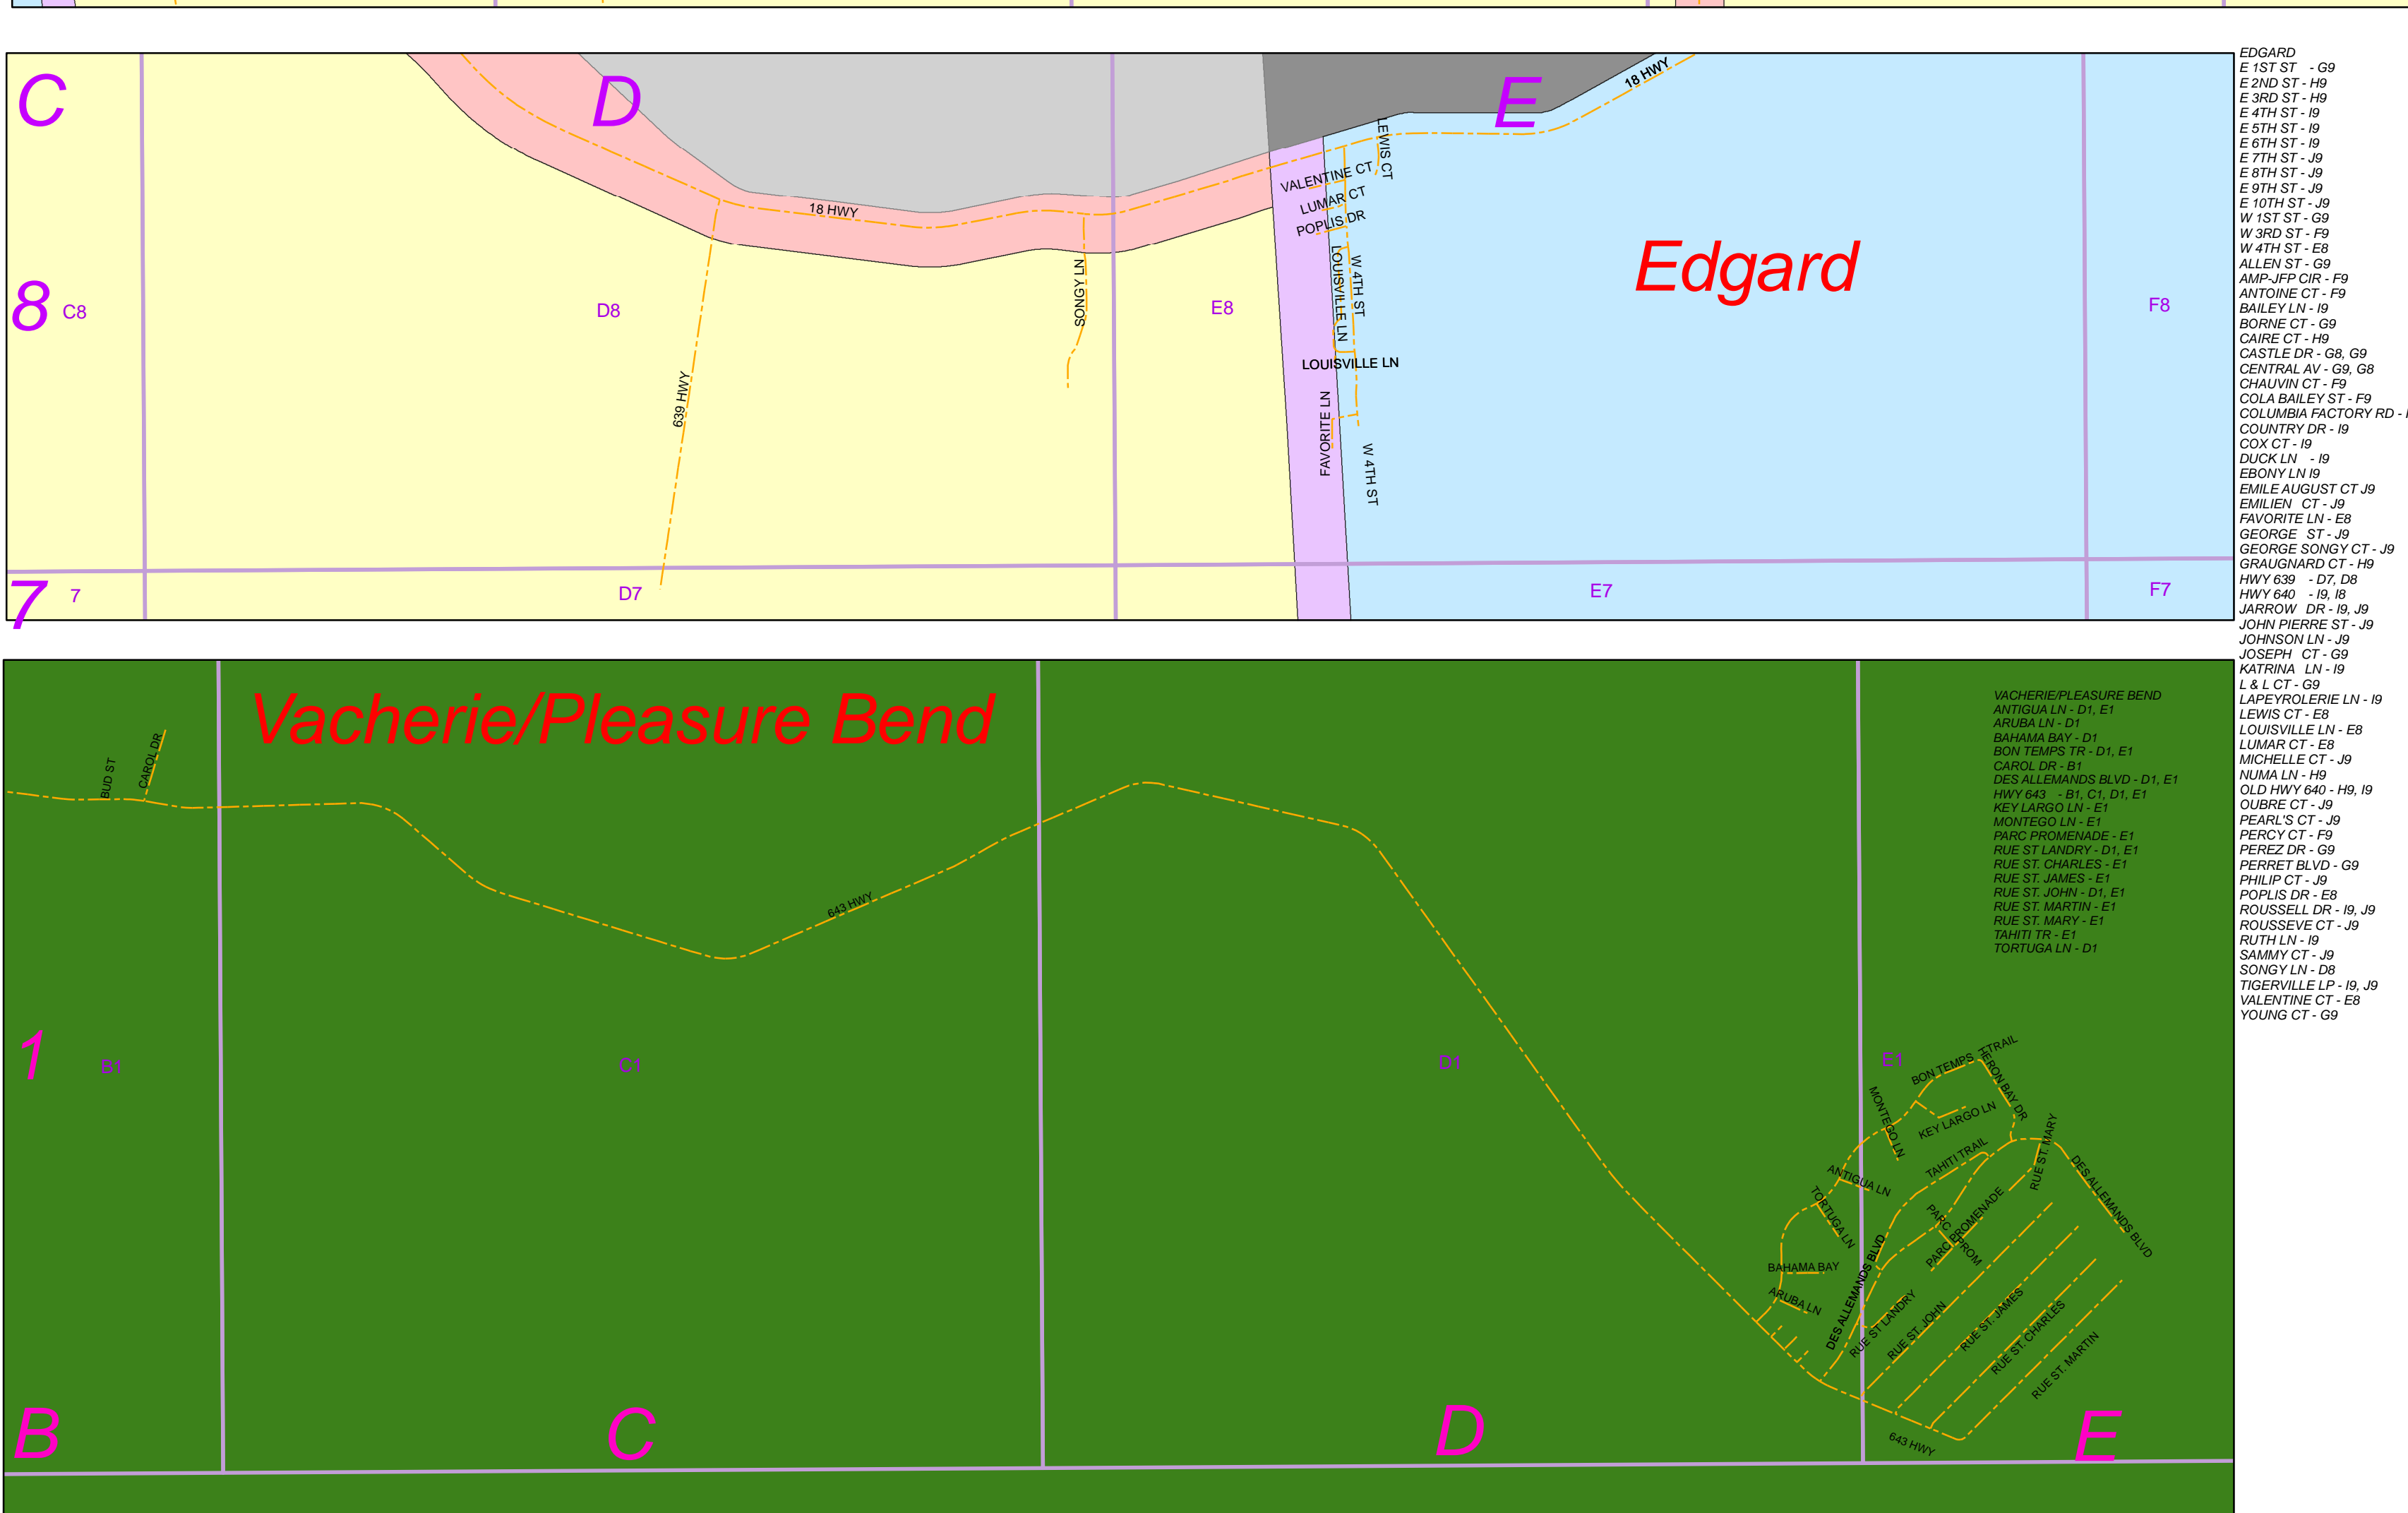 C
D
E
18 HWY
LEWIS CT
VALENTINE CT
LUMAR CT
POPLIS DR
18 HWY
Edgard
8
C8
D8
SONGY LN
E8
LOUISVILLE LN
W 4TH ST
F8
LOUISVILLE LN
639 HWY
FAVORITE LN
W 4TH ST
7
7
D7
E7
F7
EDGARD
E 1ST ST - G9
E 2ND ST - H9
E 3RD ST - H9
E 4TH ST - I9
E 5TH ST - I9
E 6TH ST - I9
E 7TH ST - J9
E 8TH ST - J9
E 9TH ST - J9
E 10TH ST - J9
W 1ST ST - G9
W 3RD ST - F9
W 4TH ST - E8
ALLEN ST - G9
AMP-JFP CIR - F9
ANTOINE CT - F9
BAILEY LN - I9
BORNE CT - G9
CAIRE CT - H9
CASTLE DR - G8, G9
CENTRAL AV - G9, G8
CHAUVIN CT - F9
COLA BAILEY ST - F9
COLUMBIA FACTORY RD -
COUNTRY DR - I9
COX CT - I9
DUCK LN - I9
EBONY LN I9
EMILE AUGUST CT J9
EMILIEN CT - J9
FAVORITE LN - E8
GEORGE ST - J9
GEORGE SONGY CT - J9
GRAUGNARD CT - H9
HWY 639 - D7, D8
HWY 640 - I9, I8
JARROW DR - I9, J9
JOHN PIERRE ST - J9
JOHNSON LN - J9
JOSEPH CT - G9
KATRINA LN - I9
L & L CT - G9
LAPEYROLERIE LN - I9
LEWIS CT - E8
LOUISVILLE LN - E8
LUMAR CT - E8
MICHELLE CT - J9
NUMA LN - H9
OLD HWY 640 - H9, I9
OUBRE CT - J9
PEARL'S CT - J9
PERCY CT - F9
PEREZ DR - G9
PERRET BLVD - G9
PHILIP CT - J9
POPLIS DR - E8
ROUSSELL DR - I9, J9
ROUSSEVE CT - J9
RUTH LN - I9
SAMMY CT - J9
SONGY LN - D8
TIGERVILLE LP - I9, J9
VALENTINE CT - E8
YOUNG CT - G9
Vacherie/Pleasure Bend
BUD ST
CAROL DR
643 HWY
VACHERIE/PLEASURE BEND
ANTIGUA LN - D1, E1
ARUBA LN - D1
BAHAMA BAY - D1
BON TEMPS TR - D1, E1
CAROL DR - B1
DES ALLEMANDS BLVD - D1, E1
HWY 643 - B1, C1, D1, E1
KEY LARGO LN - E1
MONTEGO LN - E1
PARC PROMENADE - E1
RUE ST LANDRY - D1, E1
RUE ST. CHARLES - E1
RUE ST. JAMES - E1
RUE ST. JOHN - D1, E1
RUE ST. MARTIN - E1
RUE ST. MARY - E1
TAHITI TR - E1
TORTUGA LN - D1
1
B1
C1
D1
E1
BON TEMPS TRAIL
HERON BAY DR
MONTEGO LN
KEY LARGO LN
RUE ST. MARY
TAHITI TRAIL
DES ALLEMANDS BLVD
ANTIGUA LN
TORTUGA LN
PARC PROM
PARC PROMENADE
BAHAMA BAY
DES ALLEMANDS BLVD
ARUBA LN
RUE ST LANDRY
RUE ST. JOHN
RUE ST. JAMES
RUE ST. CHARLES
RUE ST. MARTIN
643 HWY
B
C
D
E